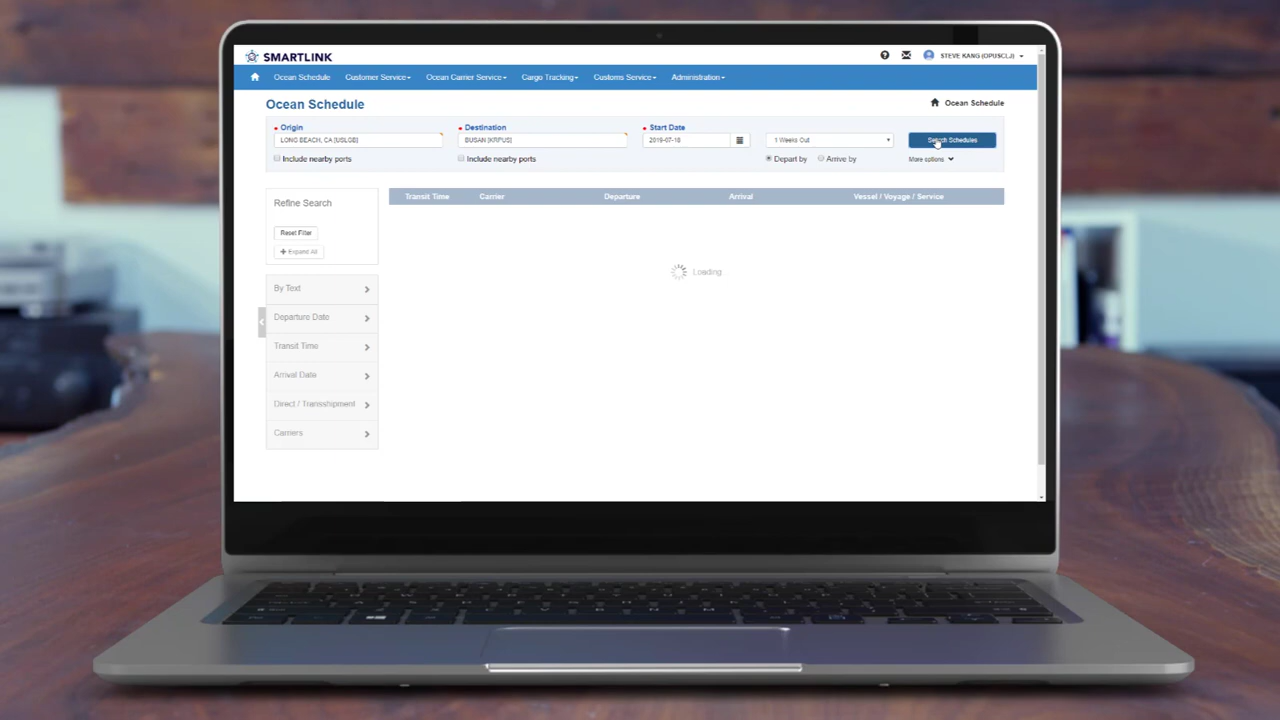 SMARTLINK
STEVE KANG (OPUSCLJ)
Ocean Schedule Customer Service Ocean Carrier Service Cargo Tracking Customs Service Administration
Ocean Schedule
Ocean Schedule
Origin Destination Start Date
LONG BEACH, CA [USLGB] BUSAN [KRPUS] 2019-07-18 1 Weeks Out Search Schedules
Include nearby ports Include nearby ports Depart by Arrive by More options
Refine Search
Transit Time Carrier Departure Arrival Vessel / Voyage / Service
Reset Filter
+ Expand All
Loading
By Text
Departure Date
Transit Time
Arrival Date
Direct / Transshipment
Carriers